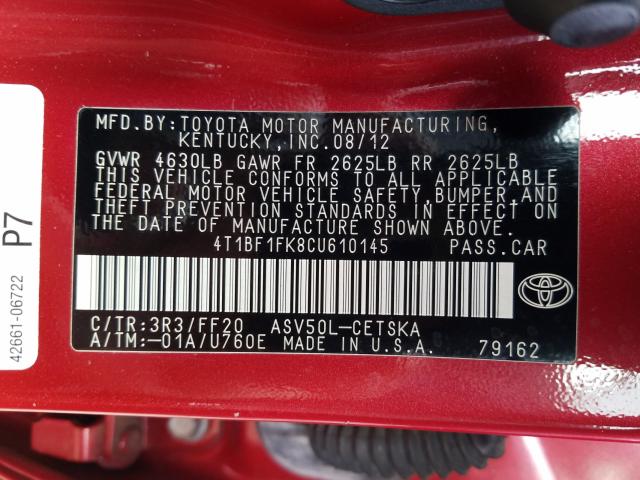 MFD.BY:TOYOTA MOTOR MANUFACTURING,
KENTUCKY,INC.08/12
GVWR 4630LB GAWR FR 2625LB RR 2625LB
THIS VEHICLE CONFORMS TO ALL APPLICABLE
FEDERAL MOTOR VEHICLE SAFETY,BUMPER,AND
THEFT PREVENTION STANDARDS IN EFFECT ON
THE DATE OF MANUFACTURE SHOWN ABOVE.
4T1BF1FK8CU610145 PASS.CAR
C/TR:3R3/FF20 ASV50L-CETSKA
A/TM:-01A/U760E MADE IN U.S.A. 79162
TOYOTA
P7
42661-06722